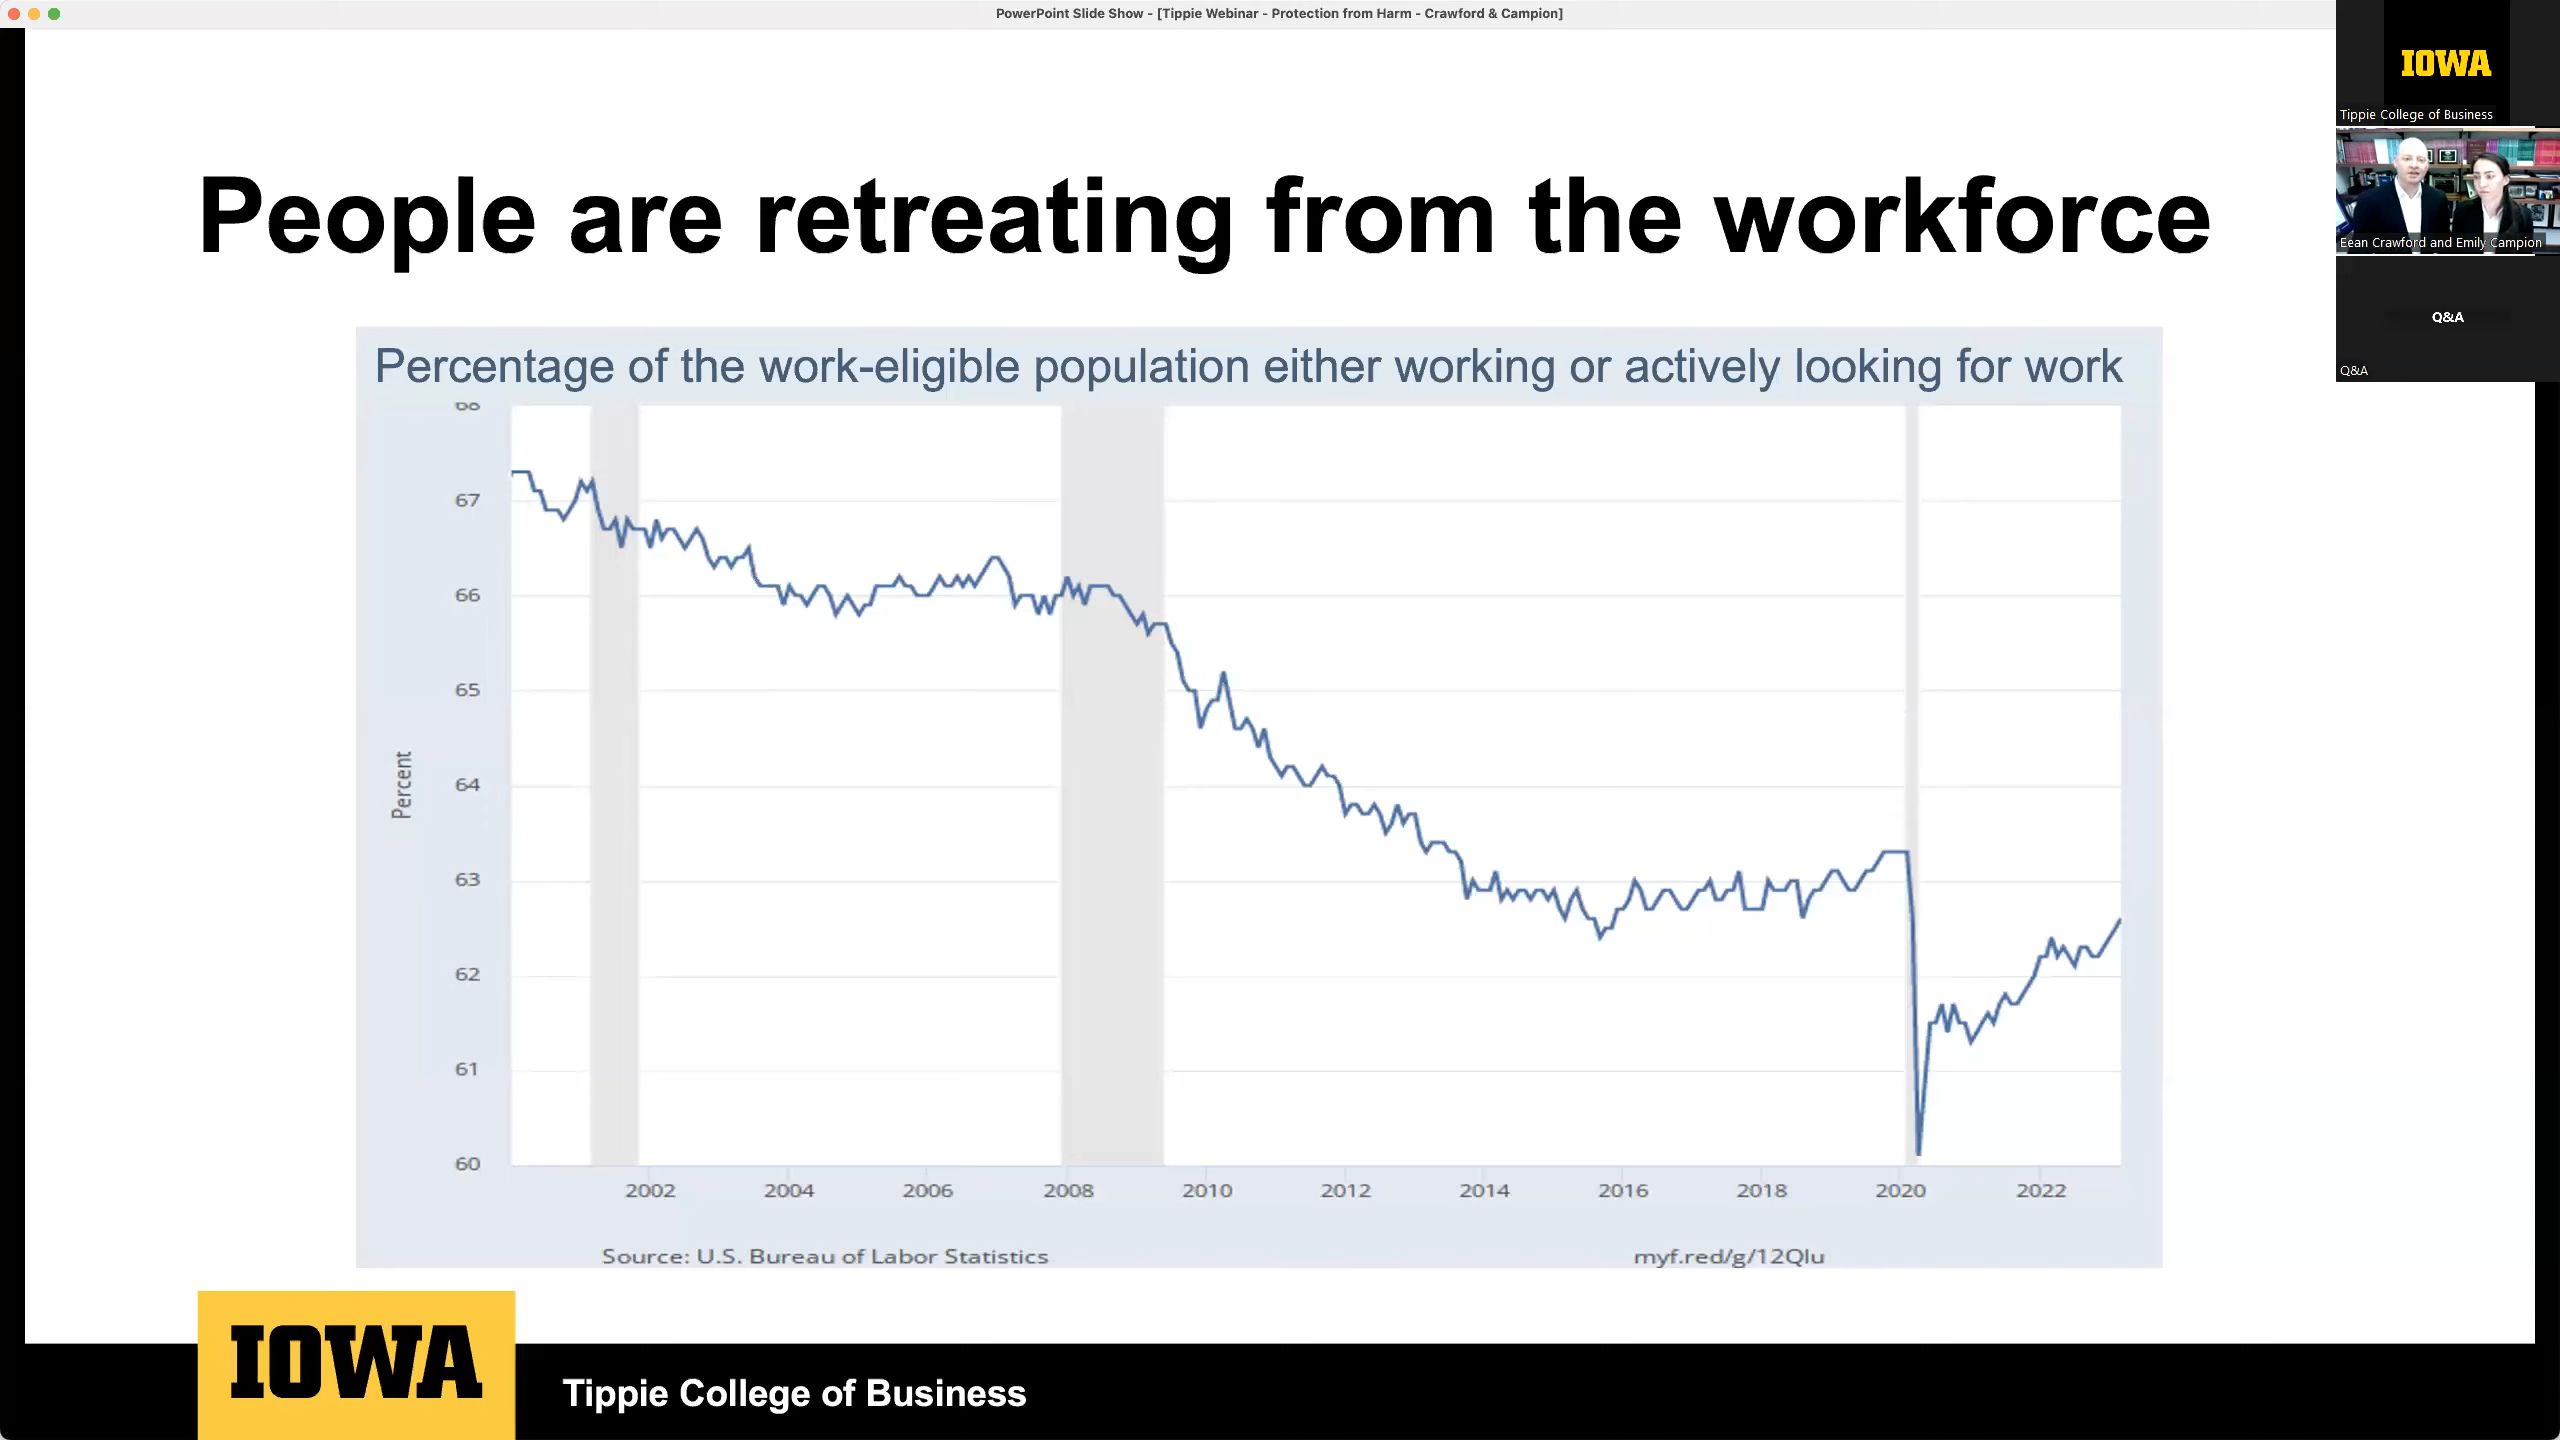 PowerPoint Slide Show - [Tippie Webinar - Protection from Harm - Crawford & Campion]
IOWA
Tippie College of Business
Eean Crawford and Emily Campion
Q&A
Q&A
People are retreating from the workforce
Percentage of the work-eligible population either working or actively looking for work
68
67
66
65
64
63
62
61
60
Percent
2002 2004 2006 2008 2010 2012 2014 2016 2018 2020 2022
Source: U.S. Bureau of Labor Statistics
myf.red/g/12Qlu
IOWA
Tippie College of Business